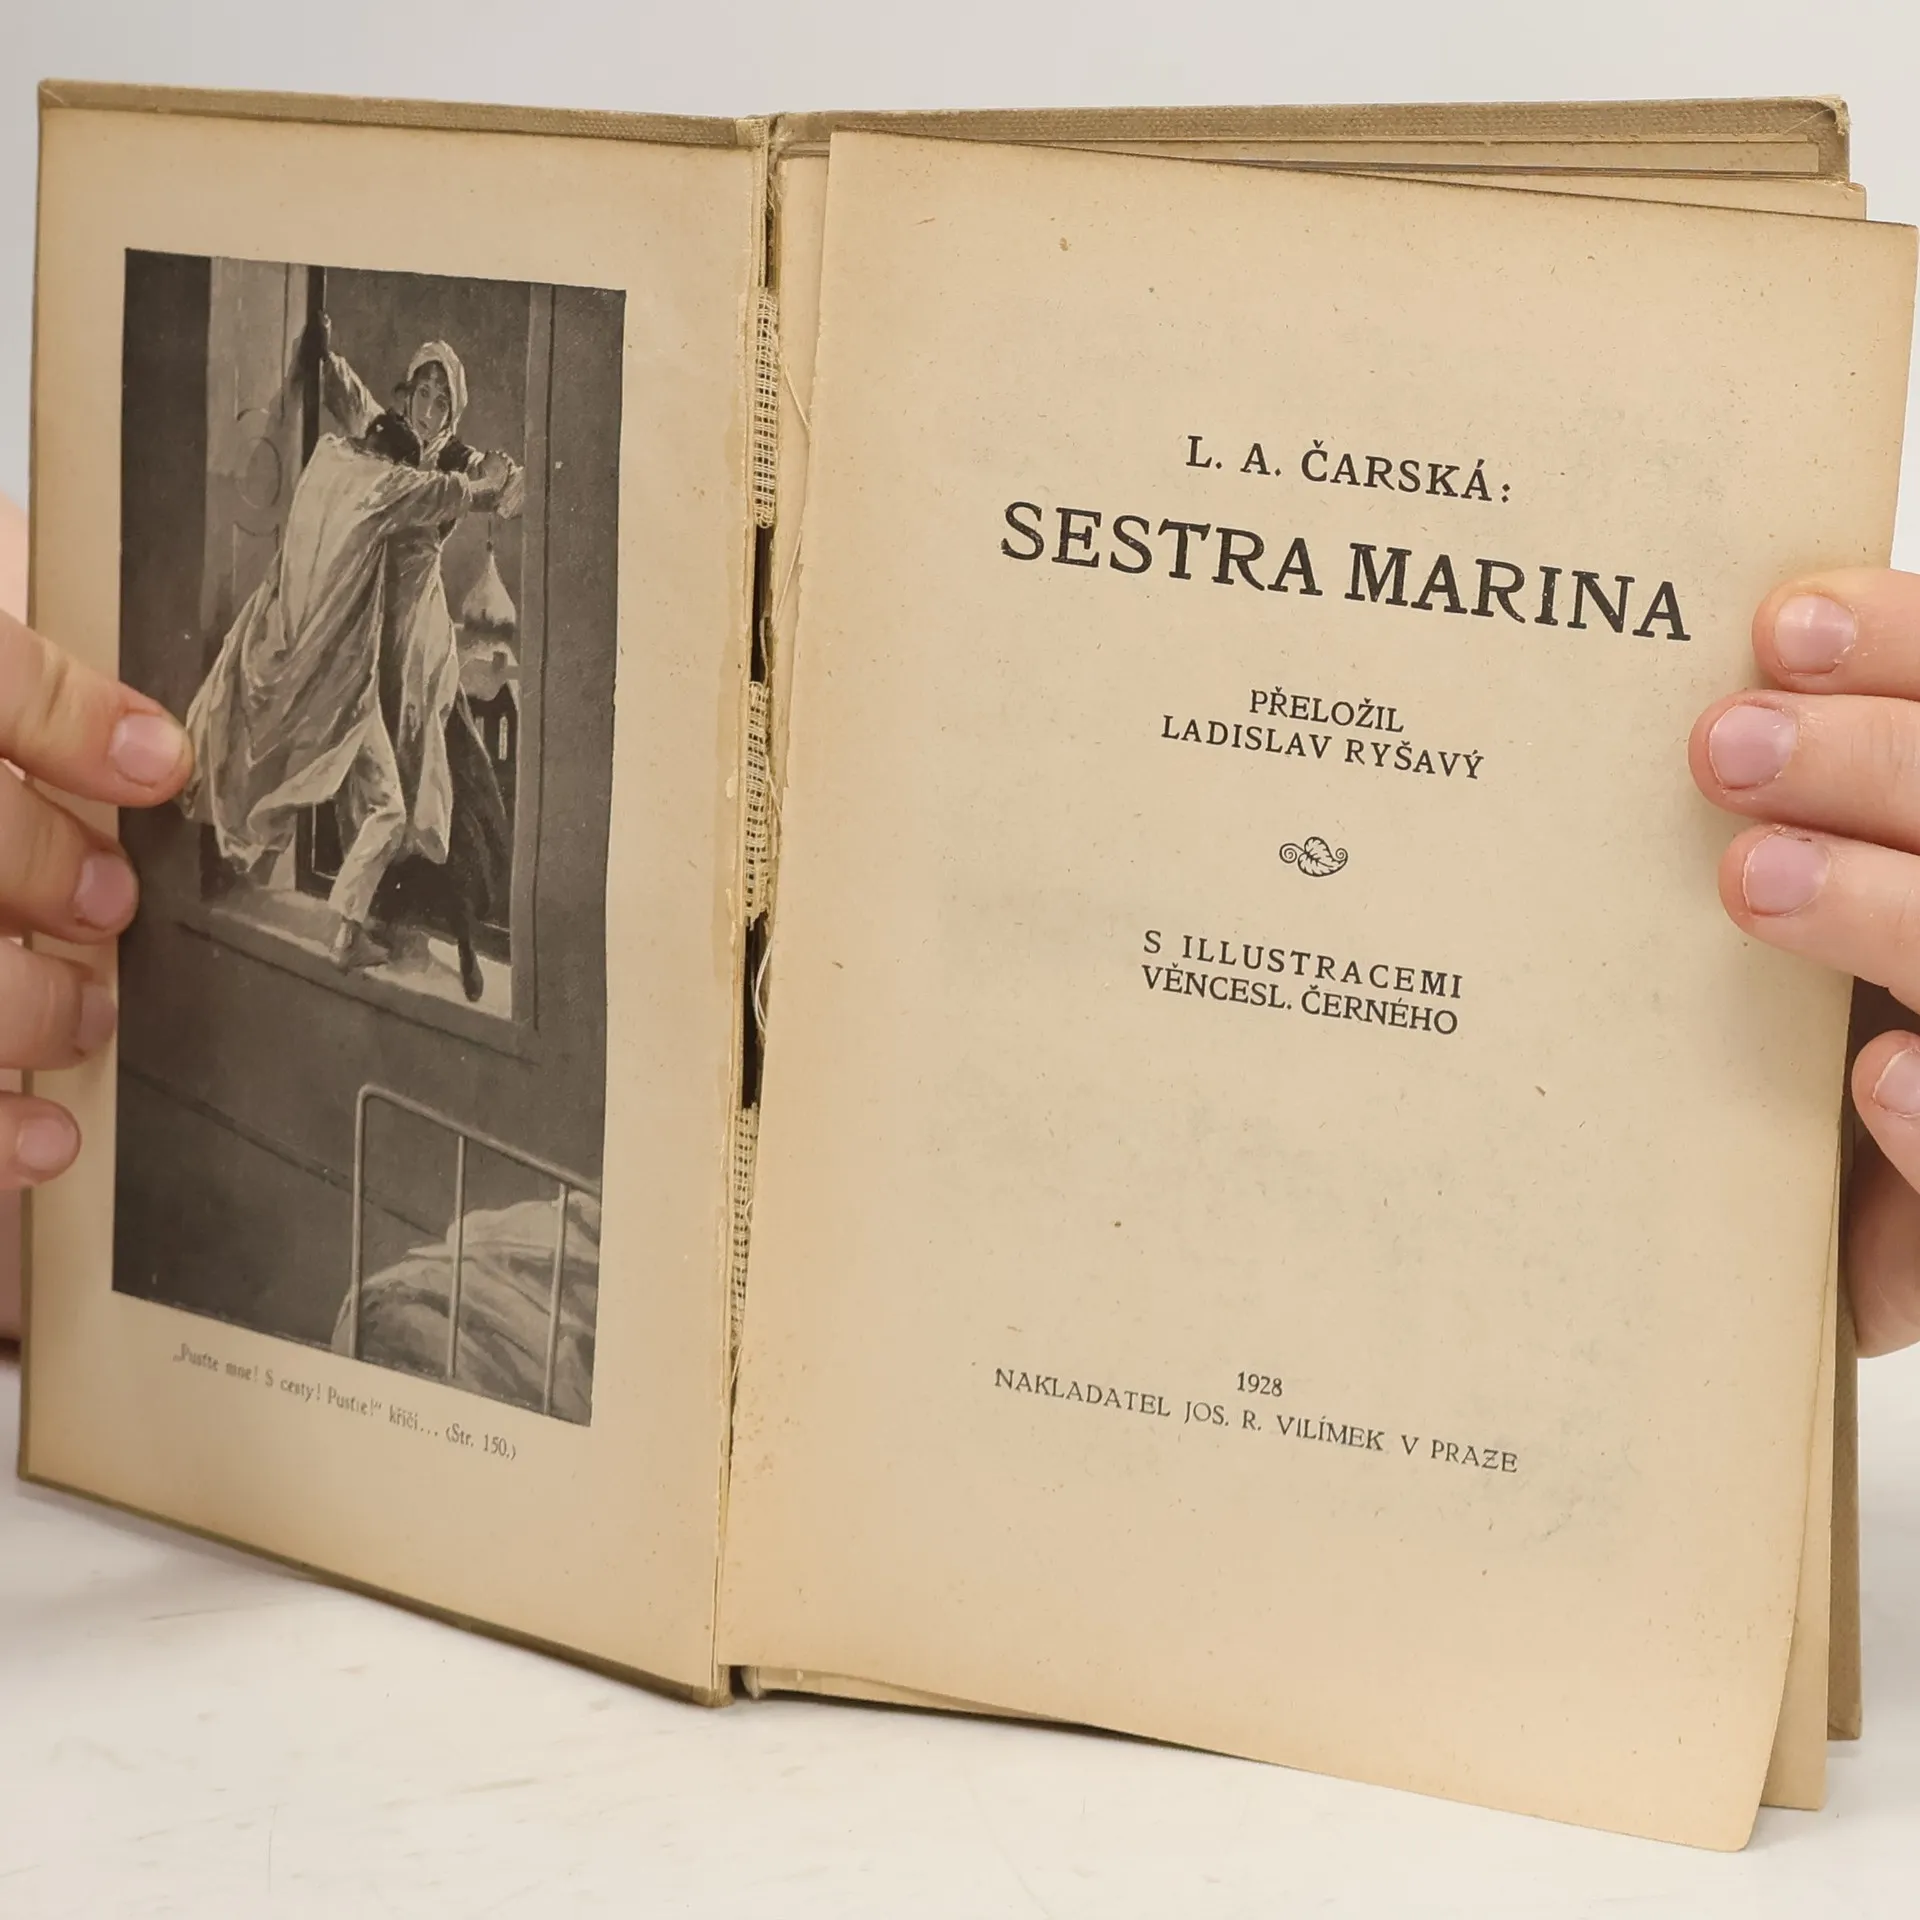 „Pusťte mne! S cesty! Pusťte!“ křičí... (Str. 150.)
L. A. ČARSKÁ:
SESTRA MARINA
PŘELOŽIL
LADISLAV RYŠAVÝ
S ILLUSTRACEMI
VĚNCESL. ČERNÉHO
1928
NAKLADATEL JOS. R. VILÍMEK V PRAZE